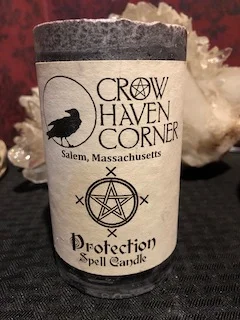 CROW
HAVEN
CORNER
Salem, Massachusetts
Protection
Spell Candle